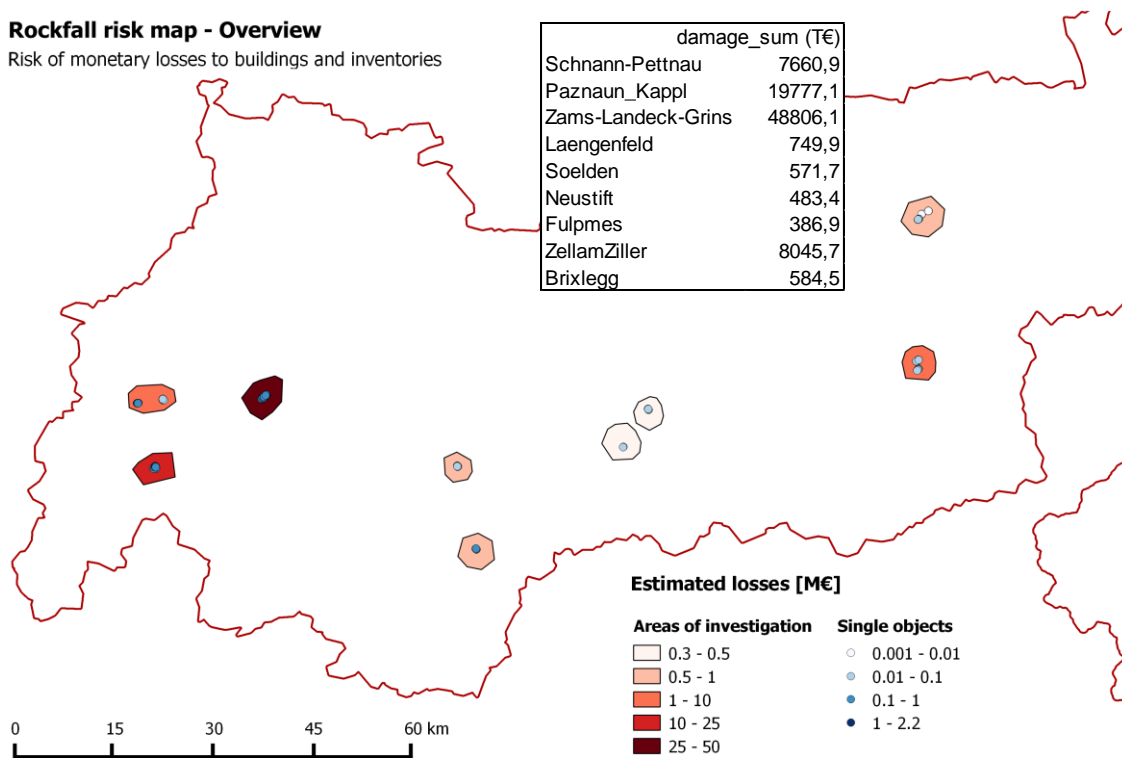 Rockfall risk map - Overview
Risk of monetary losses to buildings and inventories
damage_sum (T€)
Schnann-Pettnau 7660,9
Paznaun_Kappl 19777,1
Zams-Landeck-Grins 48806,1
Laengenfeld 749,9
Soelden 571,7
Neustift 483,4
Fulpmes 386,9
ZellamZiller 8045,7
Brixlegg 584,5
Estimated losses [M€]
Areas of investigation
0.3 - 0.5
0.5 - 1
1 - 10
10 - 25
25 - 50
Single objects
0.001 - 0.01
0.01 - 0.1
0.1 - 1
1 - 2.2
0 15 30 45 60 km